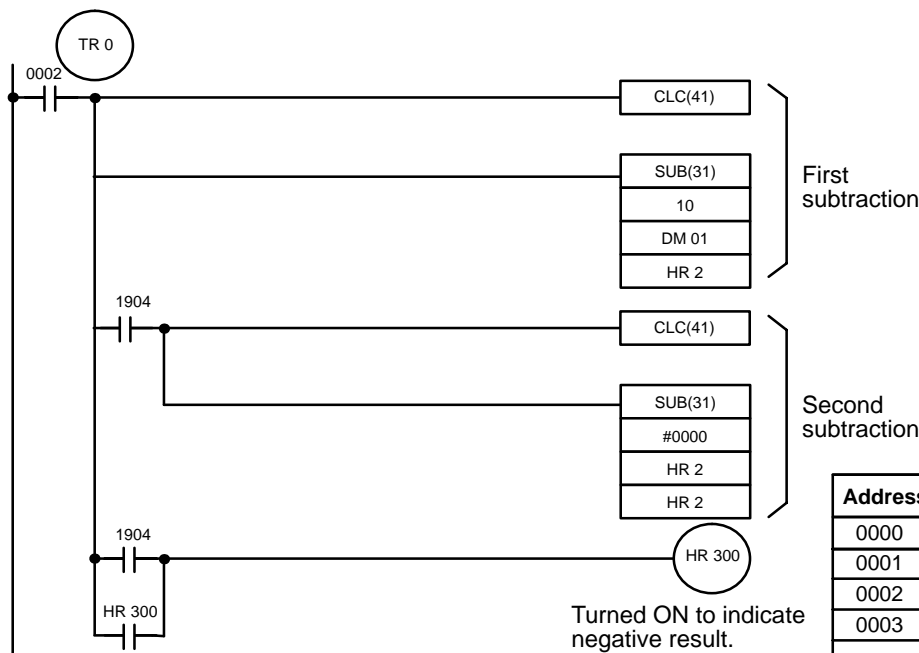 TR 0
0002
CLC(41)
SUB(31)
10
DM 01
HR 2
First
subtraction
1904
CLC(41)
SUB(31)
#0000
HR 2
HR 2
Second
subtraction
1904
HR 300
HR 300
Turned ON to indicate
negative result.
Address
0000
0001
0002
0003